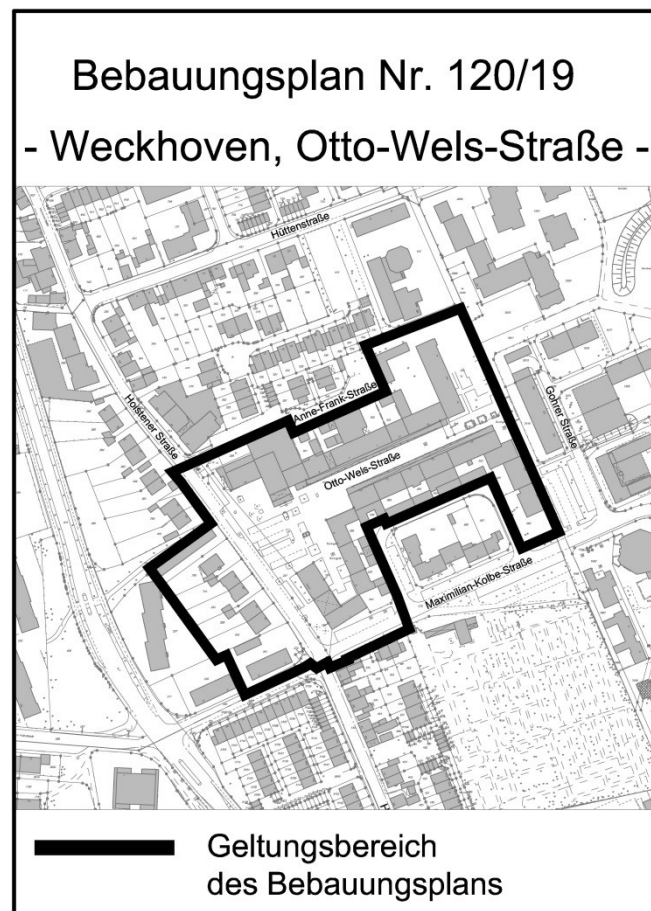 Bebauungsplan Nr. 120/19
- Weckhoven, Otto-Wels-Straße -
Hüttenstraße
Holstener Straße
Anne-Frank-Straße
Gohrer Straße
Otto-Wels-Straße
Maximilian-Kolbe-Straße
Geltungsbereich
des Bebauungsplans